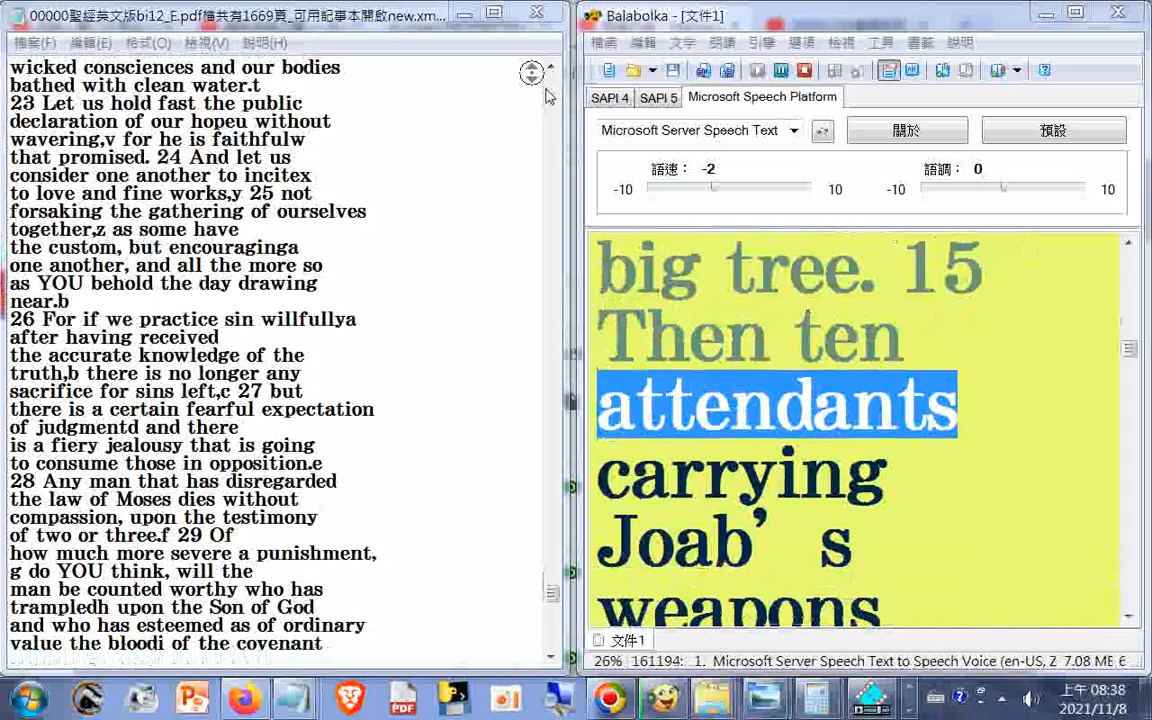 00000聖經英文版bi12_E.pdf檔共有1669頁_可用記事本開啟new.xm...
檔案(F) 編輯(E) 格式(O) 檢視(V) 說明(H)
wicked consciences and our bodies
bathed with clean water.t
23 Let us hold fast the public
declaration of our hopeu without
wavering,v for he is faithfulw
that promised. 24 And let us
consider one another to incitex
to love and fine works,y 25 not
forsaking the gathering of ourselves
together,z as some have
the custom, but encouraginga
one another, and all the more so
as YOU behold the day drawing
near.b
26 For if we practice sin willfullya
after having received
the accurate knowledge of the
truth,b there is no longer any
sacrifice for sins left,c 27 but
there is a certain fearful expectation
of judgmentd and there
is a fiery jealousy that is going
to consume those in opposition.e
28 Any man that has disregarded
the law of Moses dies without
compassion, upon the testimony
of two or three.f 29 Of
how much more severe a punishment,
g do YOU think, will the
man be counted worthy who has
trampledh upon the Son of God
and who has esteemed as of ordinary
value the bloodi of the covenant
Balabolka - [文件1]
檔案 編輯 文字 朗讀 引擎 選項 檢視 工具 書籤 說明
SAPI 4 SAPI 5 Microsoft Speech Platform
Microsoft Server Speech Text 關於 預設
語速： -2 語調： 0
-10 10 -10 10
big tree. 15
Then ten
attendants
carrying
Joab’ s
weapons
文件1
26% 161194: 1. Microsoft Server Speech Text to Speech Voice (en-US, Z 7.08 MB 6
PDF
上午 08:38
2021/11/8